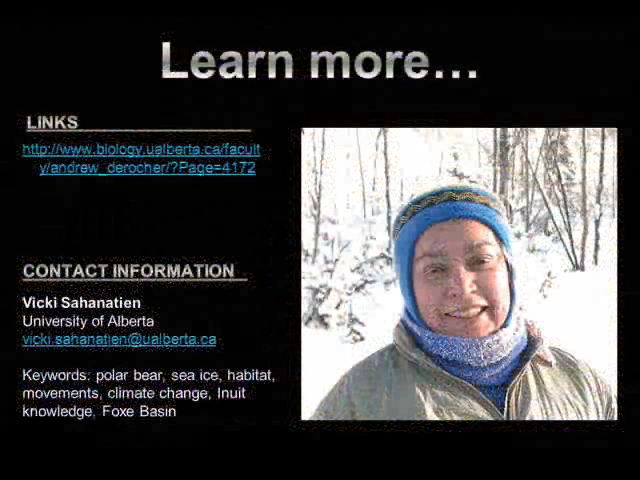 Learn more…
LINKS
http://www.biology.ualberta.ca/facult
y/andrew_derocher/?Page=4172
CONTACT INFORMATION
Vicki Sahanatien
University of Alberta
vicki.sahanatien@ualberta.ca
Keywords: polar bear, sea ice, habitat,
movements, climate change, Inuit
knowledge, Foxe Basin